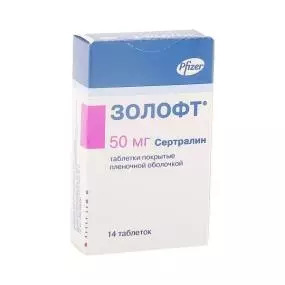 Pfizer
ЗОЛОФТ®
50 мг Сертралин
таблетки покрытые
пленочной оболочкой
14 таблеток